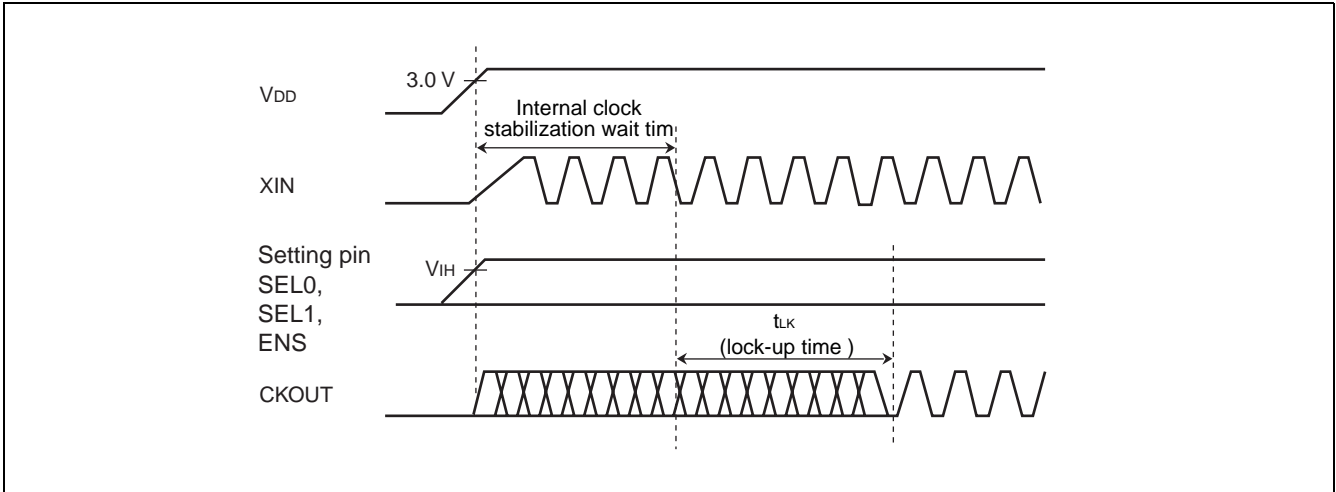 VDD
3.0 V
Internal clock
stabilization wait tim
XIN
Setting pin
SEL0,
SEL1,
ENS
VIH
tLK
(lock-up time )
CKOUT